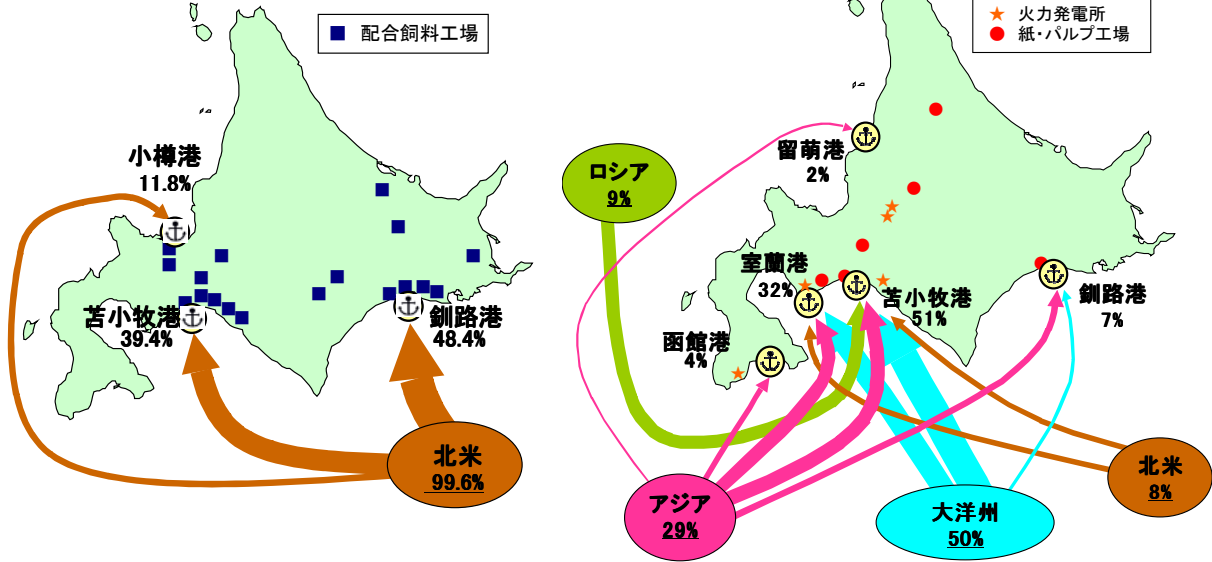 配合飼料工場
小樽港
11.8%
苫小牧港
39.4%
釧路港
48.4%
北米
99.6%
火力発電所
紙・パルプ工場
留萌港
2%
ロシア
9%
室蘭港
32%
苫小牧港
51%
釧路港
7%
函館港
4%
アジア
29%
大洋州
50%
北米
8%